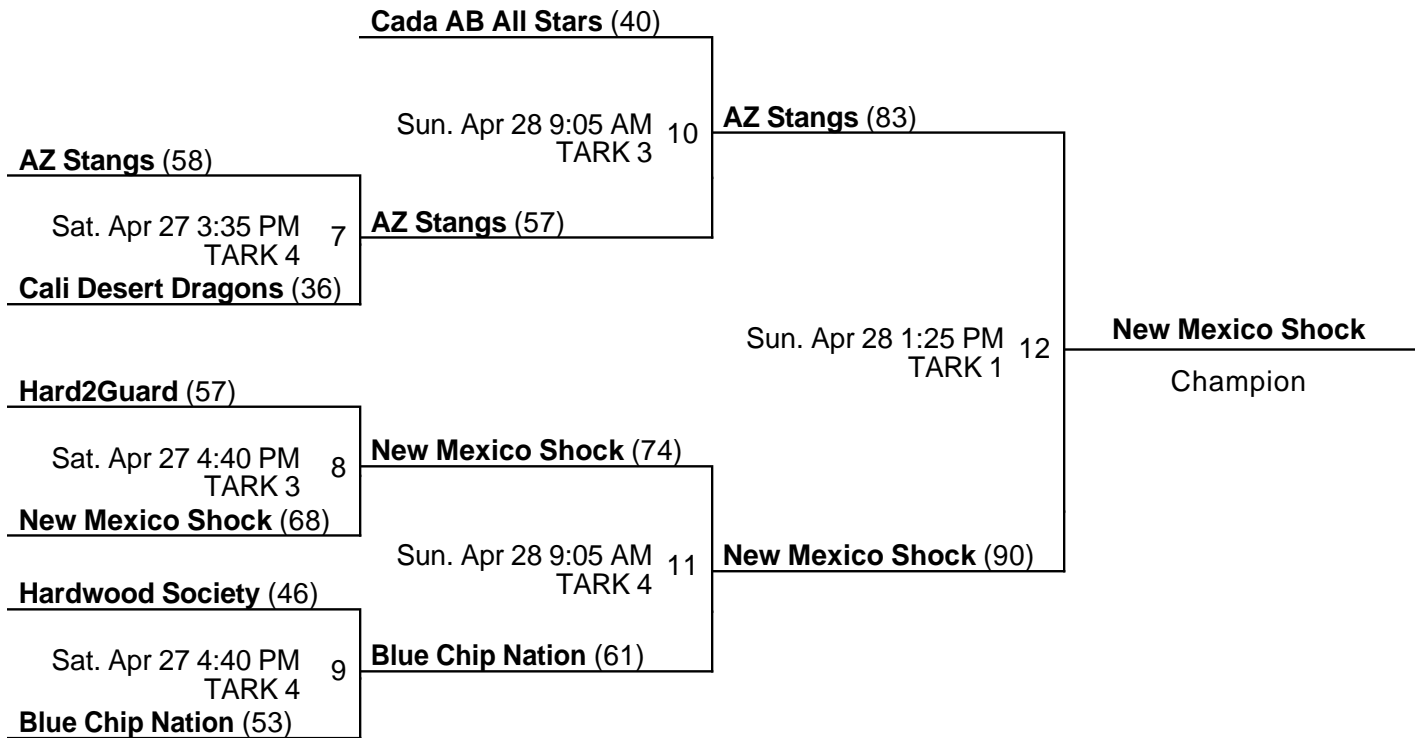 Cada AB All Stars (40)
Sun. Apr 28 9:05 AM
TARK 3
10
AZ Stangs (83)
AZ Stangs (58)
Sat. Apr 27 3:35 PM
TARK 4
7
AZ Stangs (57)
Cali Desert Dragons (36)
Sun. Apr 28 1:25 PM
TARK 1
12
New Mexico Shock
Champion
Hard2Guard (57)
Sat. Apr 27 4:40 PM
TARK 3
8
New Mexico Shock (74)
New Mexico Shock (68)
Sun. Apr 28 9:05 AM
TARK 4
11
New Mexico Shock (90)
Hardwood Society (46)
Sat. Apr 27 4:40 PM
TARK 4
9
Blue Chip Nation (61)
Blue Chip Nation (53)